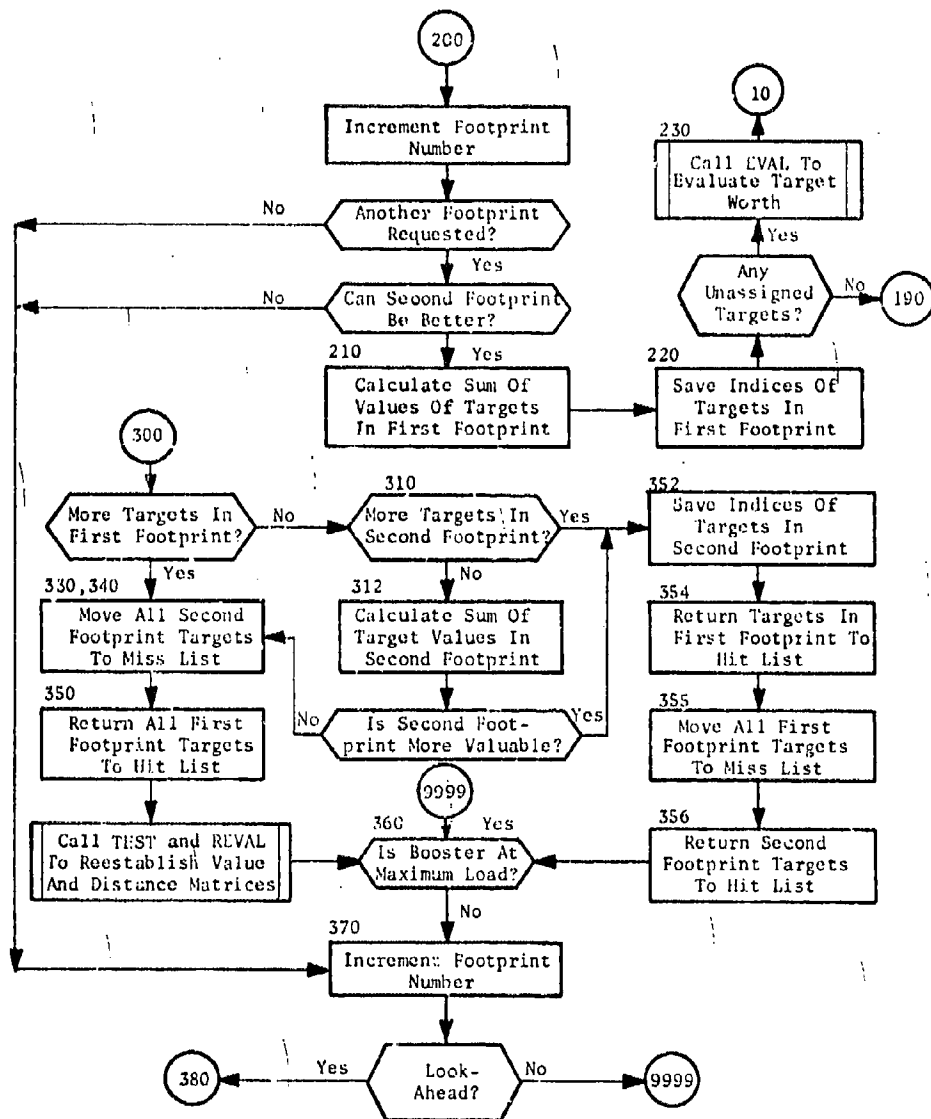 200
Increment Footprint
Number
No
Another Footprint
Requested?
Yes
No
Can Second Footprint
Be Better?
210
Yes
Calculate Sum Of
Values Of Targets
In First Footprint
10
230
Call EVAL To
Evaluate Target
Worth
Yes
Any
Unassigned
Targets?
No
190
220
Save Indices Of
Targets In
First Footprint
300
More Targets In
First Footprint?
No
310
More Targets In
Second Footprint?
Yes
352
Save Indices Of
Targets In
Second Footprint
Yes
330,340
Move All Second
Footprint Targets
To Miss List
No
312
Calculate Sum Of
Target Values In
Second Footprint
354
Return Targets In
First Footprint To
Hit List
350
Return All First
Footprint Targets
To Hit List
No
Is Second Foot-
print More Valuable?
Yes
355
Move All First
Footprint Targets
To Miss List
9999
360
Yes
Call TEST and REVAL
To Reestablish Value
And Distance Matrices
Is Booster At
Maximum Load?
356
Return Second
Footprint Targets
To Hit List
No
370
Increment Footprint
Number
380
Yes
Look-
Ahead?
No
9999